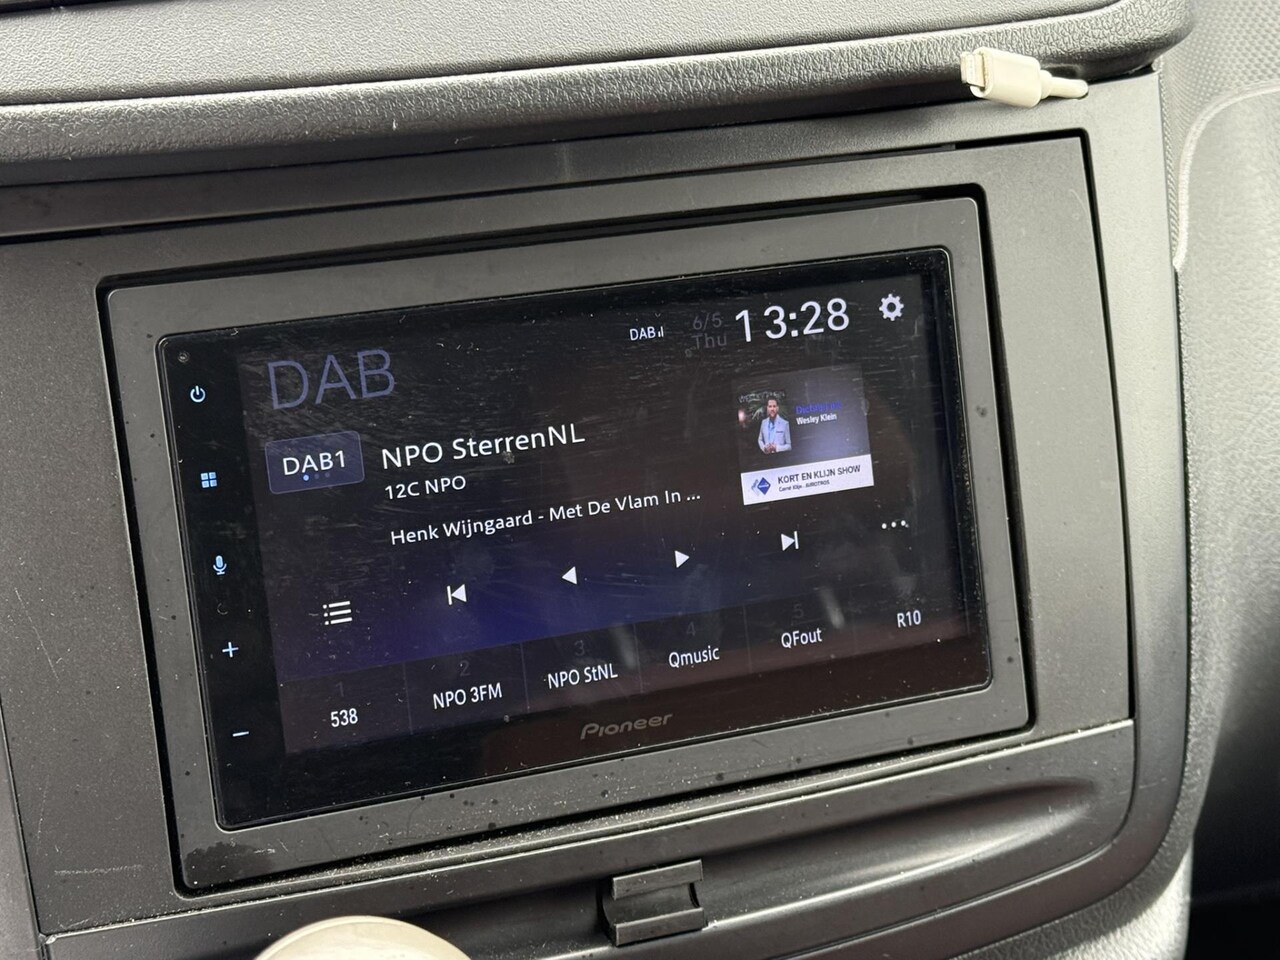 DAB
6/5
Thu
13:28
DAB
DAB1
NPO SterrenNL
12C NPO
Henk Wijngaard - Met De Vlam In ...
Wesley Klein
KORT EN KLIJN SHOW
1
538
2
NPO 3FM
3
NPO StNL
4
Qmusic
5
QFout
R10
Pioneer